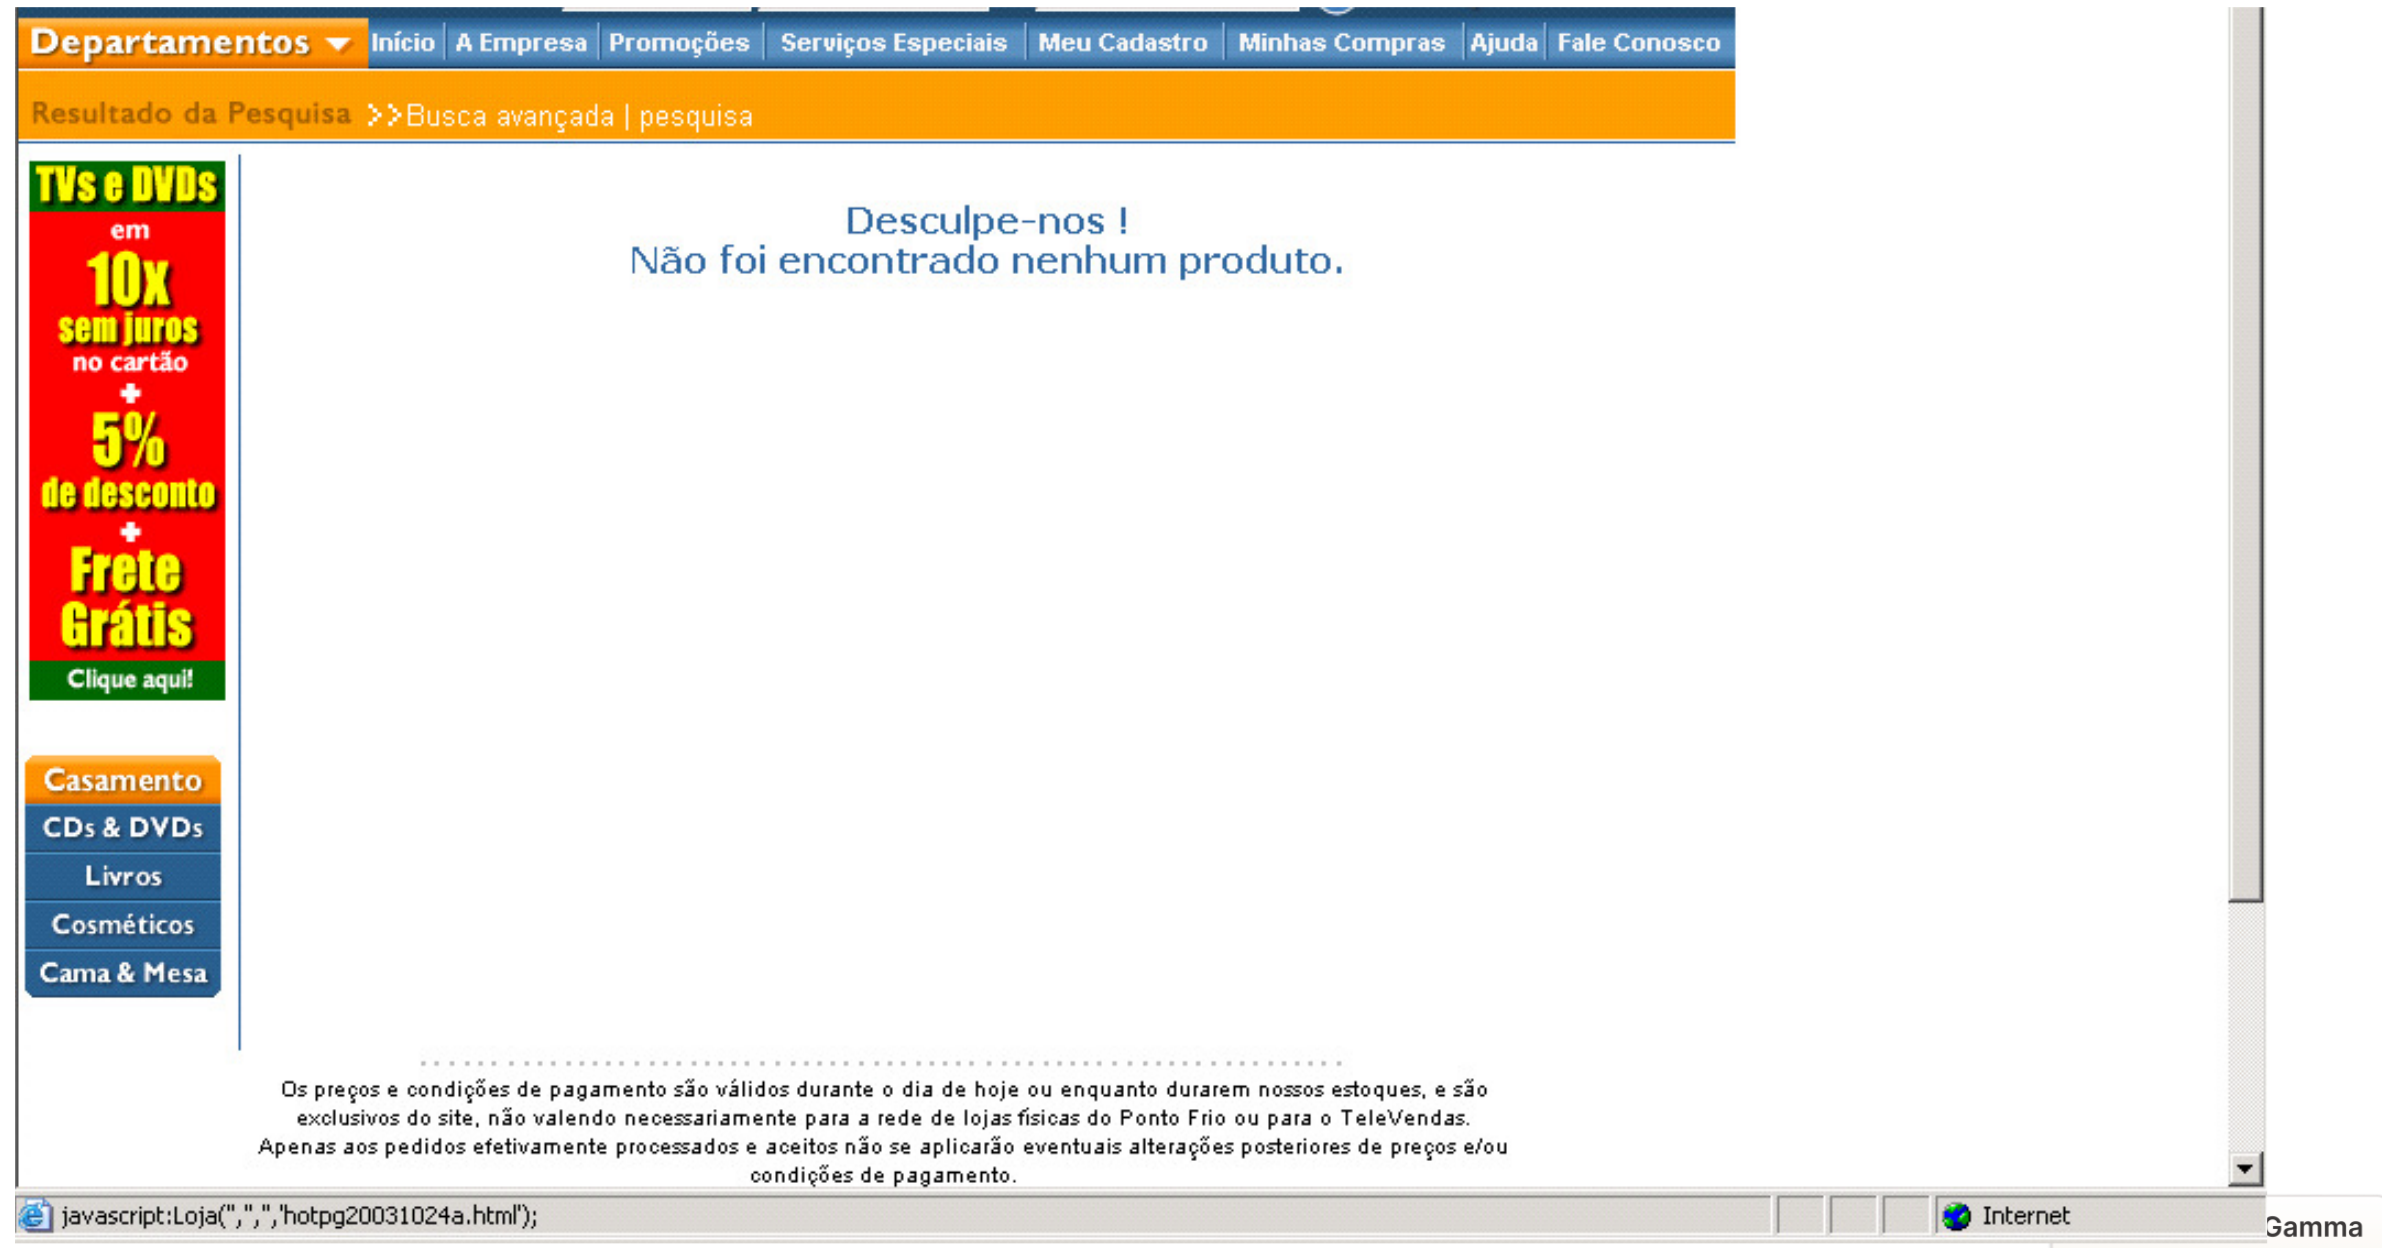 Departamentos Início A Empresa Promoções Serviços Especiais Meu Cadastro Minhas Compras Ajuda Fale Conosco
Resultado da Pesquisa >>Busca avançada | pesquisa
TVs e DVDs
em
10x
sem juros
no cartão
+
5%
de desconto
+
Frete
Grátis
Clique aqui!
Desculpe-nos !
Não foi encontrado nenhum produto.
Casamento
CDs & DVDs
Livros
Cosméticos
Cama & Mesa
Os preços e condições de pagamento são válidos durante o dia de hoje ou enquanto durarem nossos estoques, e são
exclusivos do site, não valendo necessariamente para a rede de lojas físicas do Ponto Frio ou para o TeleVendas.
Apenas aos pedidos efetivamente processados e aceitos não se aplicarão eventuais alterações posteriores de preços e/ou
condições de pagamento.
javascript:Loja('','','','hotpg20031024a.html'); Internet
Gamma